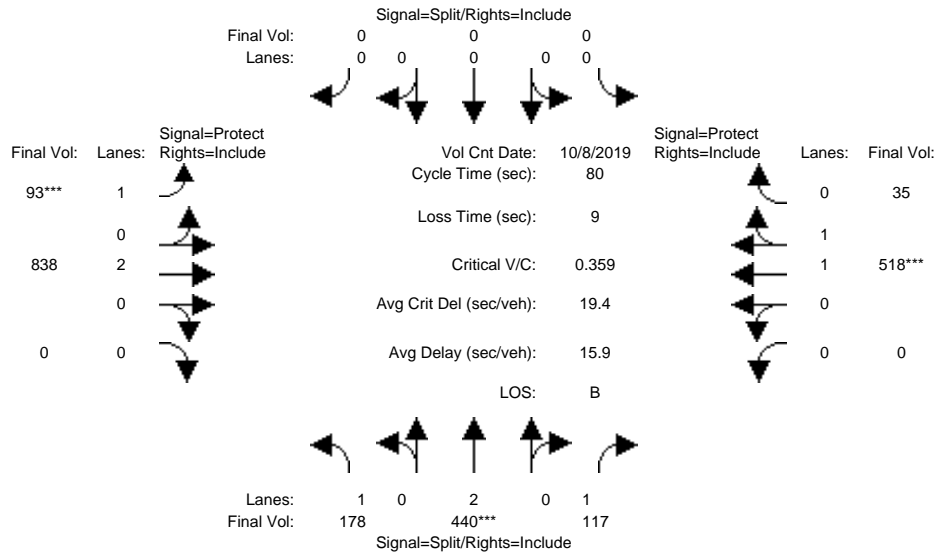 Signal=Split/Rights=Include
Final Vol: 0 0 0
Lanes: 0 0 0 0 0
Signal=Protect Signal=Protect
Final Vol: Lanes: Rights=Include Vol Cnt Date: 10/8/2019 Rights=Include Lanes: Final Vol:
Cycle Time (sec): 80
93*** 1 0 35
Loss Time (sec): 9
0 1
838 2 Critical V/C: 0.359 1 518***
0 Avg Crit Del (sec/veh): 19.4 0
0 0 Avg Delay (sec/veh): 15.9 0 0
LOS: B
Lanes: 1 0 2 0 1
Final Vol: 178 440*** 117
Signal=Split/Rights=Include